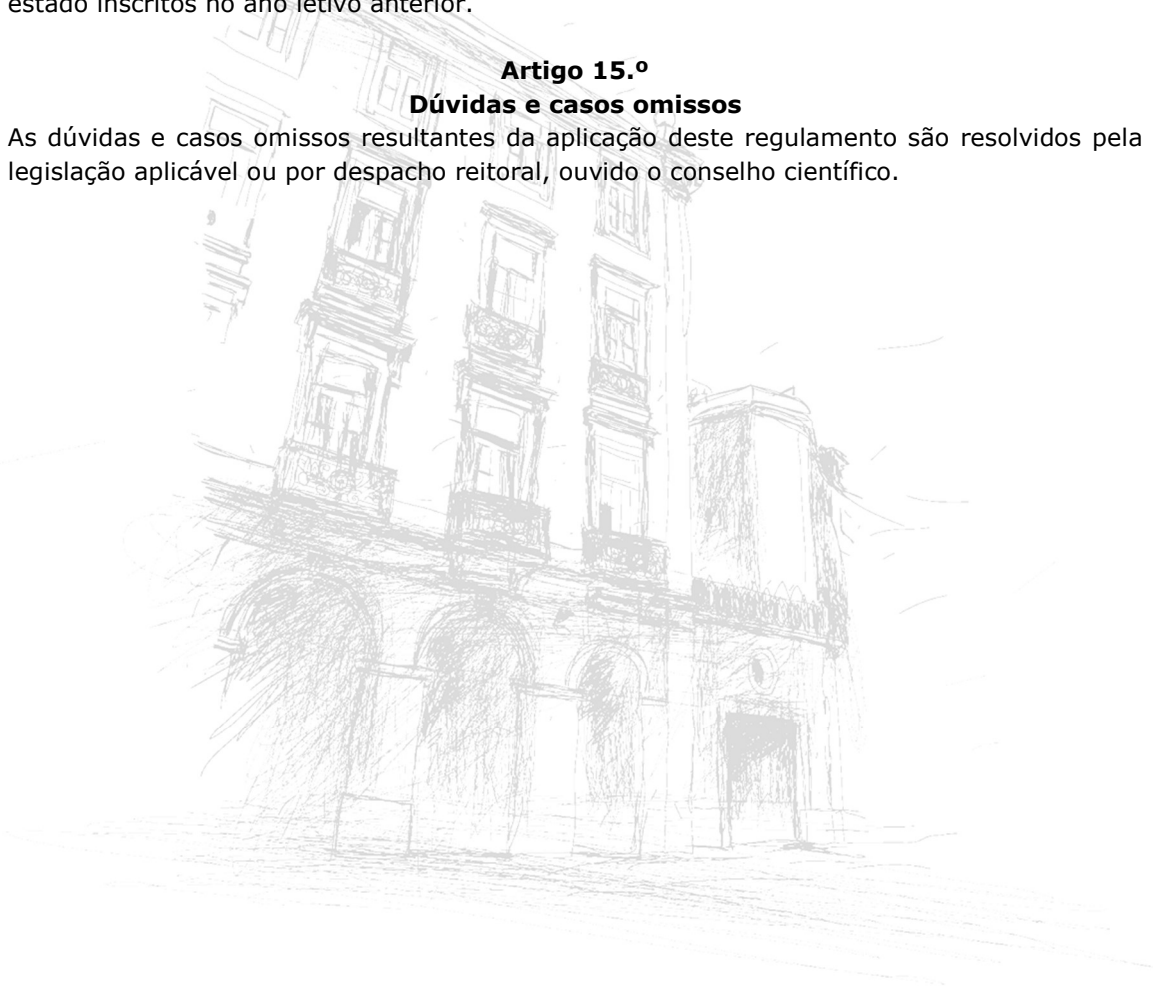 estado inscritos no ano letivo anterior.
Artigo 15.º
Dúvidas e casos omissos
As dúvidas e casos omissos resultantes da aplicação deste regulamento são resolvidos pela
legislação aplicável ou por despacho reitoral, ouvido o conselho científico.